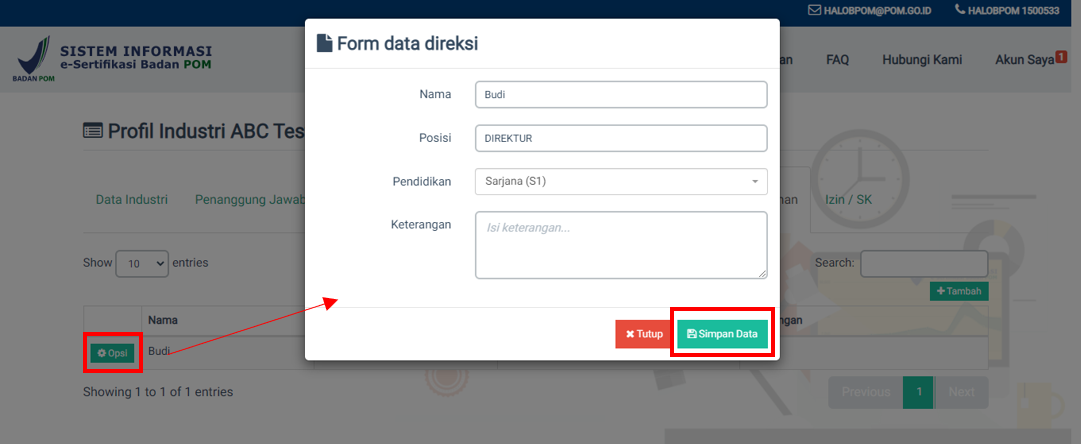 HALOBPOM@POM.GO.ID HALOBPOM 1500533
SISTEM INFORMASI
e-Sertifikasi Badan POM
BADAN POM
an FAQ Hubungi Kami Akun Saya 1
Form data direksi
Nama Budi
Posisi DIREKTUR
Pendidikan Sarjana (S1)
Keterangan Isi keterangan...
Tutup Simpan Data
Profil Industri ABC Tes
Data Industri Penanggung Jawab nan Izin / SK
Show 10 entries Search:
Tambah
Nama ngan
Opsi Budi
Showing 1 to 1 of 1 entries Previous 1 Next